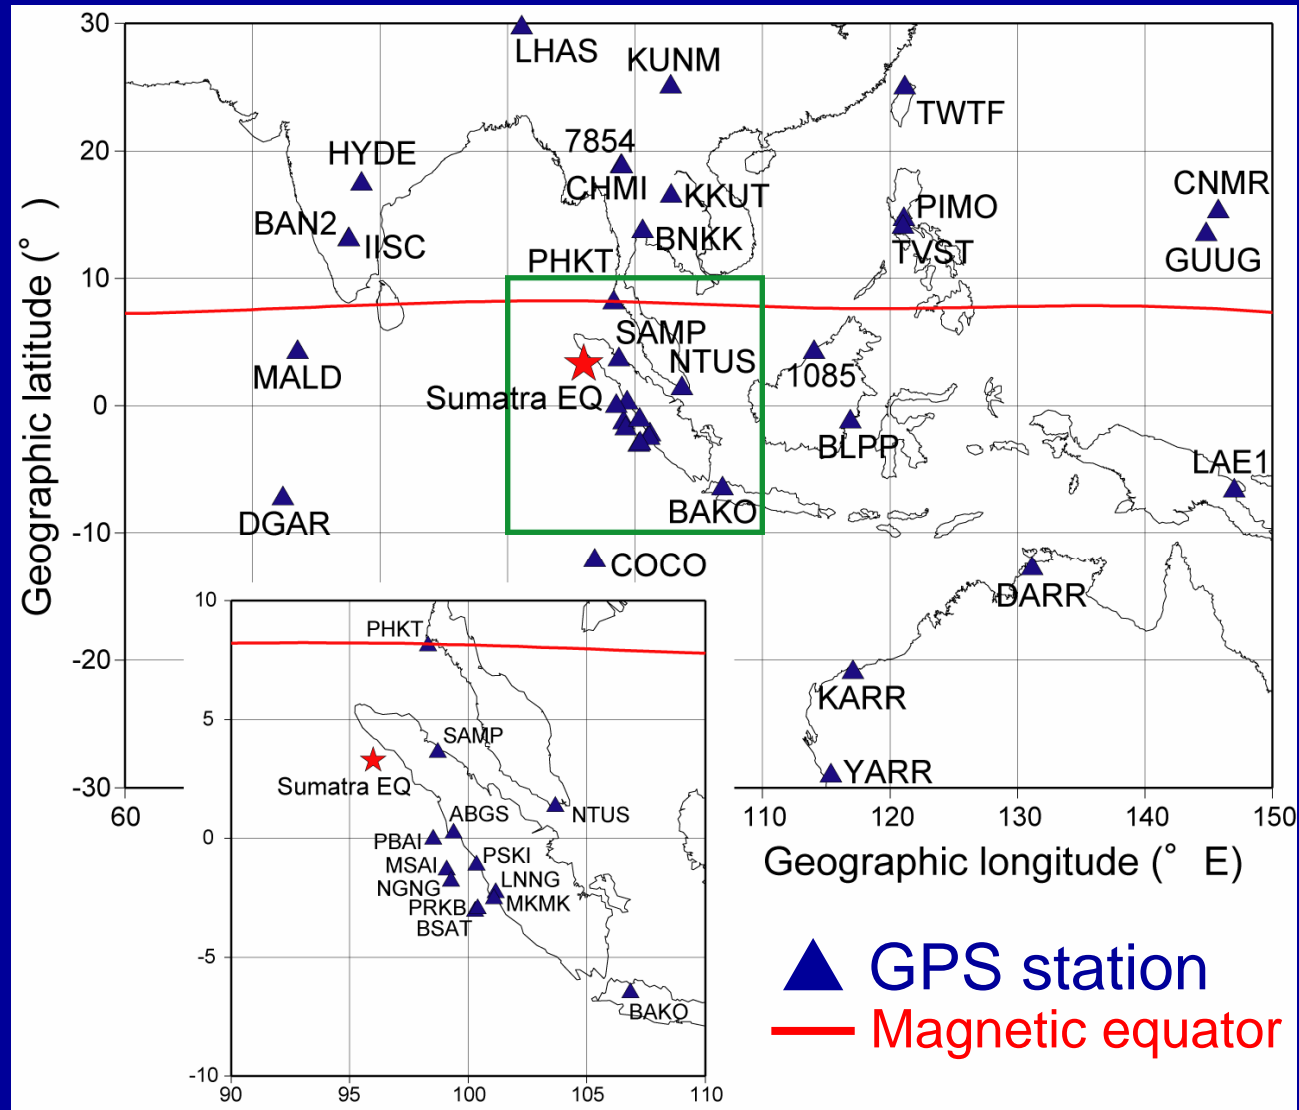 30
LHAS
KUNM
TWTF
7854
20
HYDE
CHMI
KKUT
CNMR
BAN2
IISC
PIMO
BNKK
TVST
GUUG
PHKT
10
SAMP
NTUS
MALD
1085
Sumatra EQ
0
BLPP
LAE1
DGAR
BAKO
-10
COCO
DARR
-20
KARR
YARR
-30
60
110
120
130
140
150
Geographic latitude (° )
Geographic longitude (° E)
10
PHKT
5
SAMP
Sumatra EQ
ABGS
NTUS
0
PBAI
PSKI
MSAI
LNNG
NGNG
MKMK
PRKB
BSAT
-5
BAKO
-10
90
95
100
105
110
GPS station
Magnetic equator